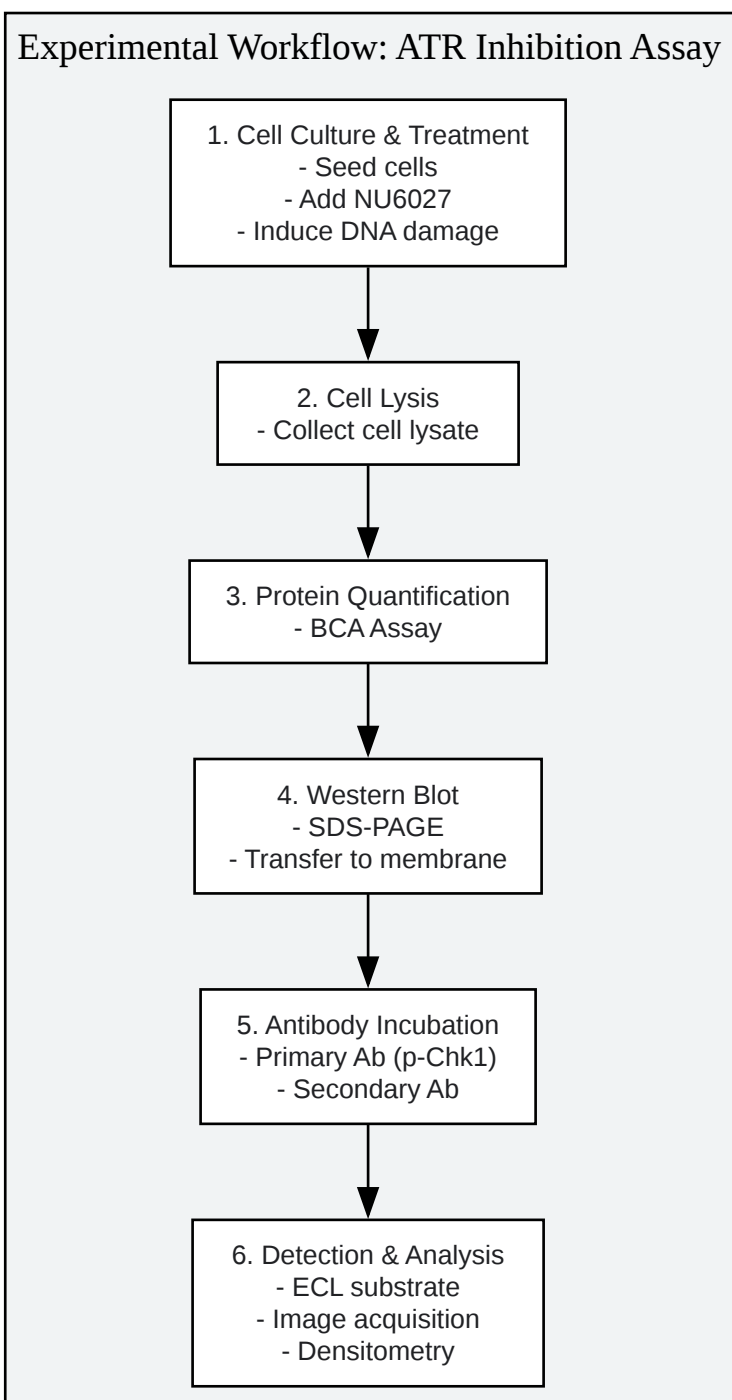 Experimental Workflow: ATR Inhibition Assay
1. Cell Culture & Treatment
- Seed cells
- Add NU6027
- Induce DNA damage
2. Cell Lysis
- Collect cell lysate
3. Protein Quantification
- BCA Assay
4. Western Blot
- SDS-PAGE
- Transfer to membrane
5. Antibody Incubation
- Primary Ab (p-Chk1)
- Secondary Ab
6. Detection & Analysis
- ECL substrate
- Image acquisition
- Densitometry